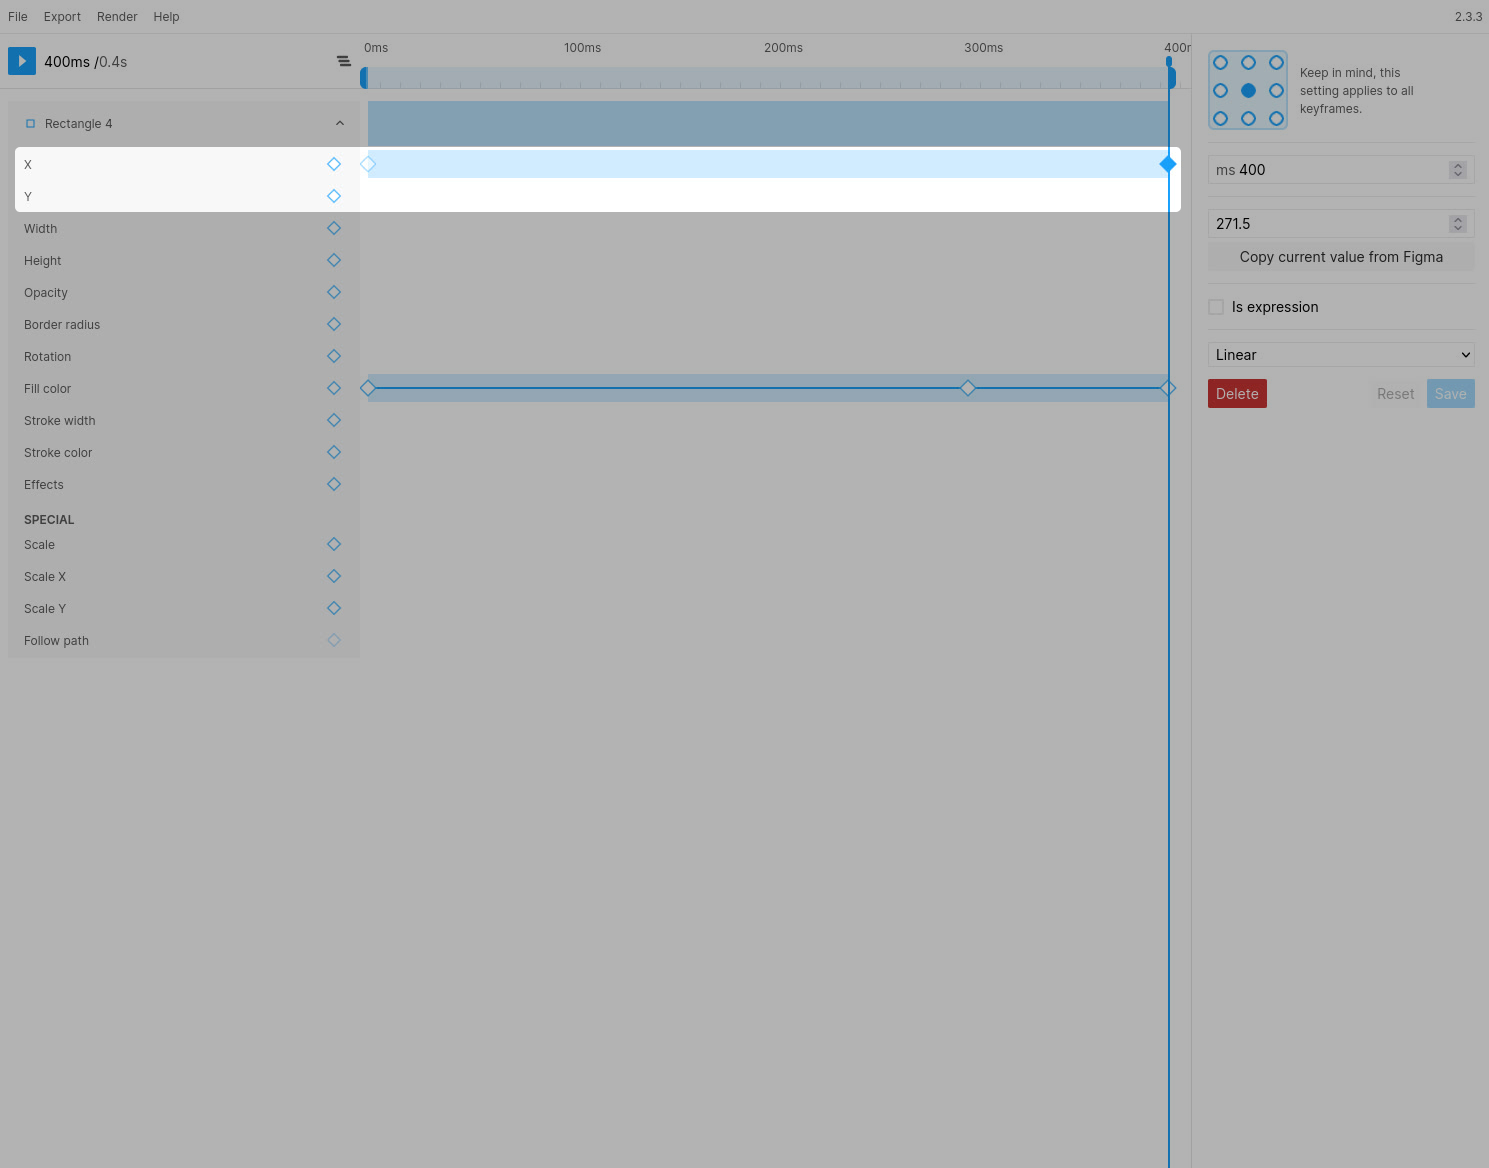 File Export Render Help 2.3.3
400ms /0.4s
0ms 100ms 200ms 300ms 400m
Keep in mind, this
setting applies to all
keyframes.
Rectangle 4
X
Y
Width
Height
Opacity
Border radius
Rotation
Fill color
Stroke width
Stroke color
Effects
SPECIAL
Scale
Scale X
Scale Y
Follow path
ms 400
271.5
Copy current value from Figma
Is expression
Linear
Delete Reset Save